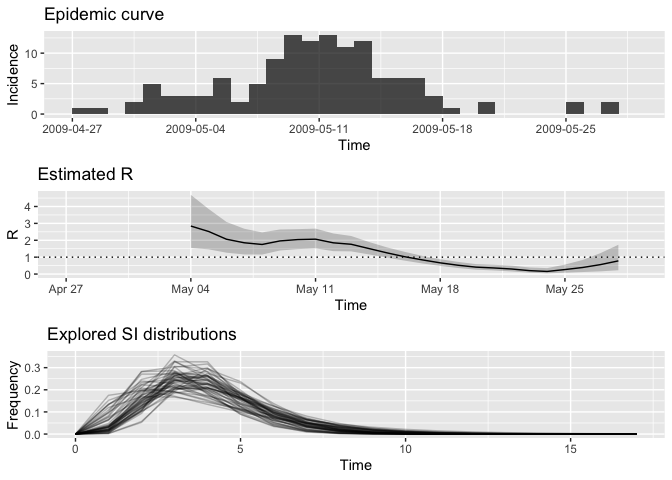 Epidemic curve
Incidence
10
5
0
2009-04-27 2009-05-04 2009-05-11 2009-05-18 2009-05-25
Time
Estimated R
R
4
3
2
1
0
Apr 27 May 04 May 11 May 18 May 25
Time
Explored SI distributions
Frequency
0.3
0.2
0.1
0.0
0 5 10 15
Time